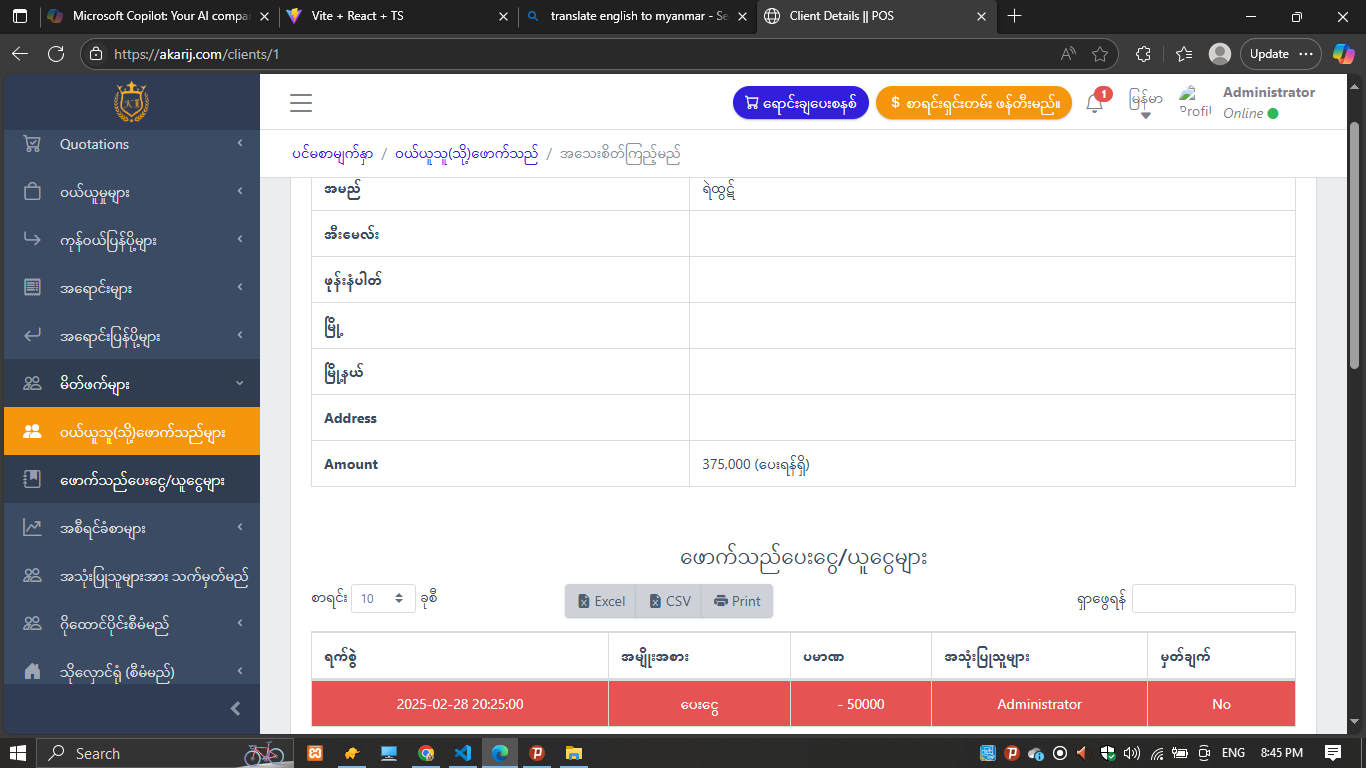 Microsoft Copilot: Your AI compa
Vite + React + TS
translate english to myanmar - Se
Client Details || POS
https://akarij.com/clients/1
Update
ရောင်းချပေးစနစ်
$ စာရင်းရှင်းတမ်း ဖန်တီးမည်။
1
မြန်မာ
Profil
Administrator
Online
ပင်မစာမျက်နှာ / ဝယ်ယူသူ(သို့)ဖောက်သည် / အသေးစိတ်ကြည့်မည်
Quotations
ဝယ်ယူမှုများ
ကုန်ဝယ်ပြန်ပို့များ
အရောင်းများ
အရောင်းပြန်ပို့များ
မိတ်ဖက်များ
ဝယ်ယူသူ(သို့)ဖောက်သည်များ
ဖောက်သည်ပေးငွေ/ယူငွေများ
အစီရင်ခံစာများ
အသုံးပြုသူများအား သက်မှတ်မည်
ဂိုထောင်ပိုင်းစီမံမည်
သိုလှောင်ရုံ (စီမံမည်)
အမည် ရဲထွဋ်
အီးမေလ်း
ဖုန်းနံပါတ်
မြို့
မြို့နယ်
Address
Amount 375,000 (ပေးရန်ရှိ)
ဖောက်သည်ပေးငွေ/ယူငွေများ
စာရင်း 10 ခုစီ
Excel CSV Print
ရှာဖွေရန်
ရက်စွဲ အမျိုးအစား ပမာဏ အသုံးပြုသူများ မှတ်ချက်
2025-02-28 20:25:00 ပေးငွေ - 50000 Administrator No
Search
ENG 8:45 PM